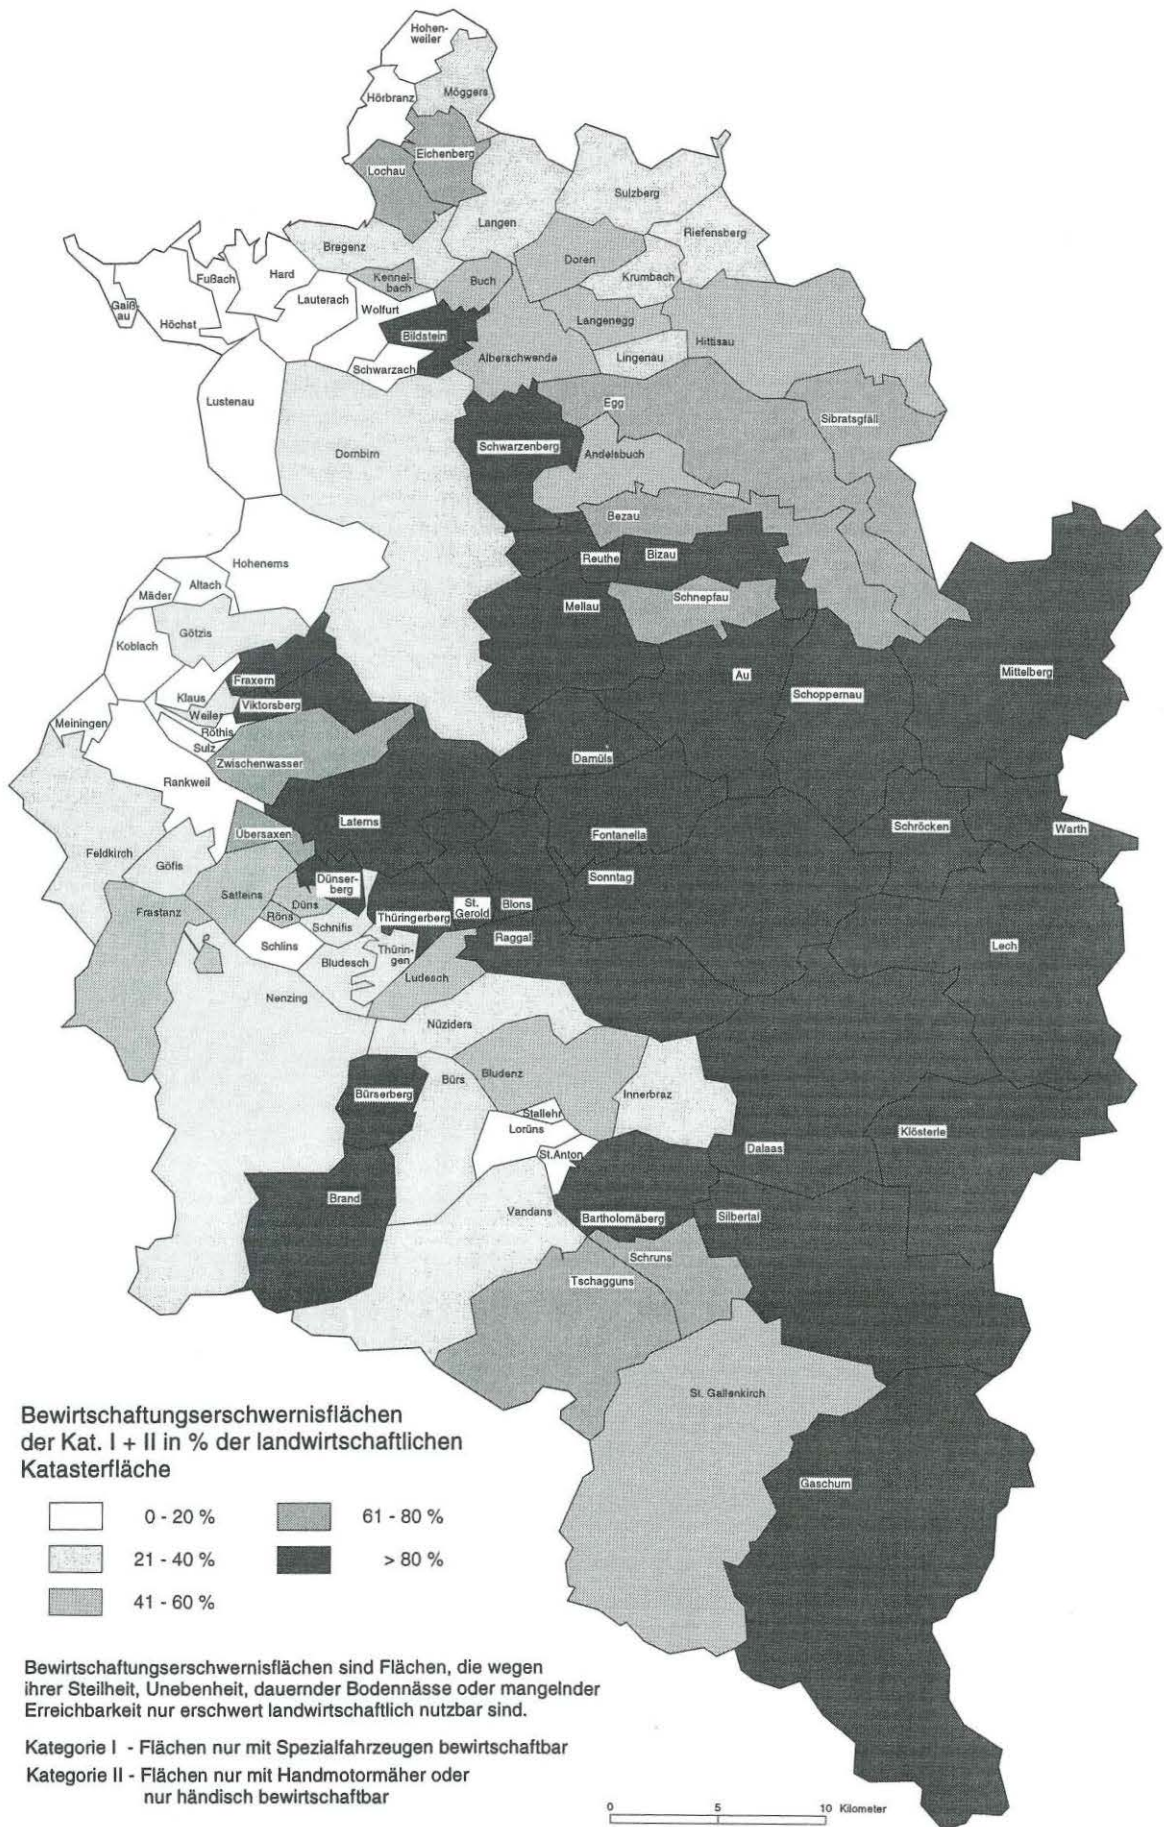 Hohen-
weiler
Hörbranz
Möggers
Eichenberg
Lochau
Sulzberg
Langen
Riefensberg
Bregenz
Doren
Fußach
Hard
Kennel-
bach
Buch
Krumbach
Gaiß-
au
Höchst
Lauterach
Wolfurt
Langenegg
Bildstein
Hittisau
Alberschwende
Lingenau
Schwarzach
Lustenau
Egg
Sibratsgfäll
Dornbirn
Schwarzenberg
Andelsbuch
Bezau
Hohenems
Reuthe
Bizau
Altach
Mäder
Mellau
Schnepfau
Götzis
Koblach
Fraxern
Au
Mittelberg
Klaus
Viktorsberg
Schoppernau
Weiler
Meiningen
Röthis
Sulz
Zwischenwasser
Damüls
Rankweil
Laterns
Übersaxen
Fontanella
Schröcken
Warth
Feldkirch
Göfis
Dünser-
berg
Sonntag
Satteins
Düns
St.
Gerold
Blons
Frastanz
Röns
Thüringerberg
Schnifis
Raggal
Schlins
Thürin-
gen
Lech
Bludesch
Ludesch
Nenzing
Nüziders
Bürs
Bludenz
Bürserberg
Innerbraz
Stallehr
Lorüns
Klösterle
St.Anton
Dalaas
Brand
Vandans
Bartholomäberg
Silbertal
Schruns
Tschagguns
St. Gallenkirch
Gaschurn
Bewirtschaftungserschwernisflächen
der Kat. I + II in % der landwirtschaftlichen
Katasterfläche
0 - 20 %
61 - 80 %
21 - 40 %
> 80 %
41 - 60 %
Bewirtschaftungserschwernisflächen sind Flächen, die wegen
ihrer Steilheit, Unebenheit, dauernder Bodennässe oder mangelnder
Erreichbarkeit nur erschwert landwirtschaftlich nutzbar sind.
Kategorie I - Flächen nur mit Spezialfahrzeugen bewirtschaftbar
Kategorie II - Flächen nur mit Handmotormäher oder
nur händisch bewirtschaftbar
0 5 10 Kilometer